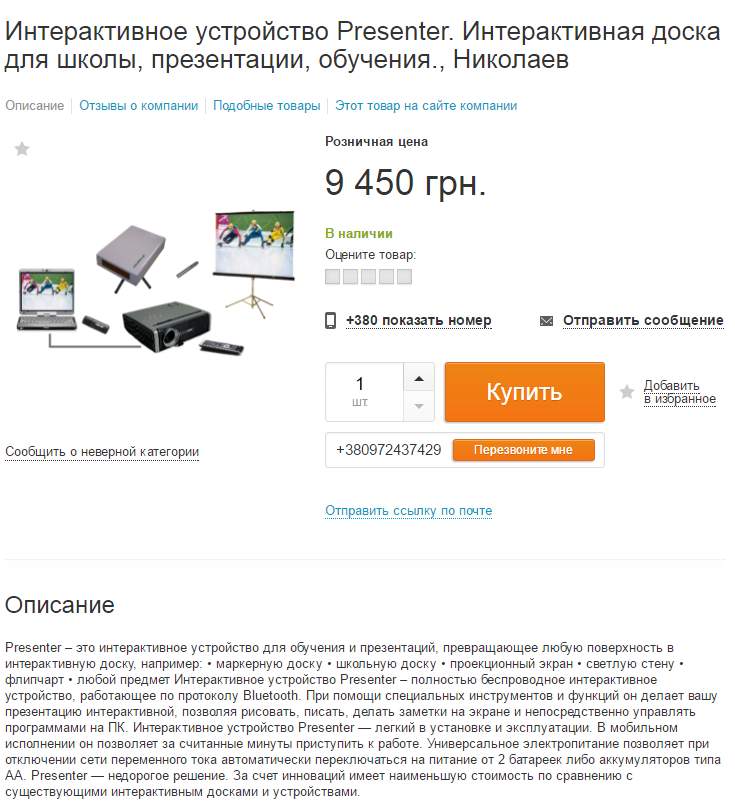 Интерактивное устройство Presenter. Интерактивная доска
для школы, презентации, обучения., Николаев
Описание
Отзывы о компании
Подобные товары
Этот товар на сайте компании
Розничная цена
9 450 грн.
В наличии
Оцените товар:
+380 показать номер
Отправить сообщение
1
шт.
Купить
Добавить
в избранное
+380972437429
Перезвоните мне
Сообщить о неверной категории
Отправить ссылку по почте
Описание
Presenter – это интерактивное устройство для обучения и презентаций, превращающее любую поверхность в
интерактивную доску, например: • маркерную доску • школьную доску • проекционный экран • светлую стену •
флипчарт • любой предмет Интерактивное устройство Presenter – полностью беспроводное интерактивное
устройство, работающее по протоколу Bluetooth. При помощи специальных инструментов и функций он делает вашу
презентацию интерактивной, позволяя рисовать, писать, делать заметки на экране и непосредственно управлять
программами на ПК. Интерактивное устройство Presenter — легкий в установке и эксплуатации. В мобильном
исполнении он позволяет за считанные минуты приступить к работе. Универсальное электропитание позволяет при
отключении сети переменного тока автоматически переключаться на питание от 2 батареек либо аккумуляторов типа
АА. Presenter — недорогое решение. За счет инноваций имеет наименьшую стоимость по сравнению с
существующими интерактивным досками и устройствами.